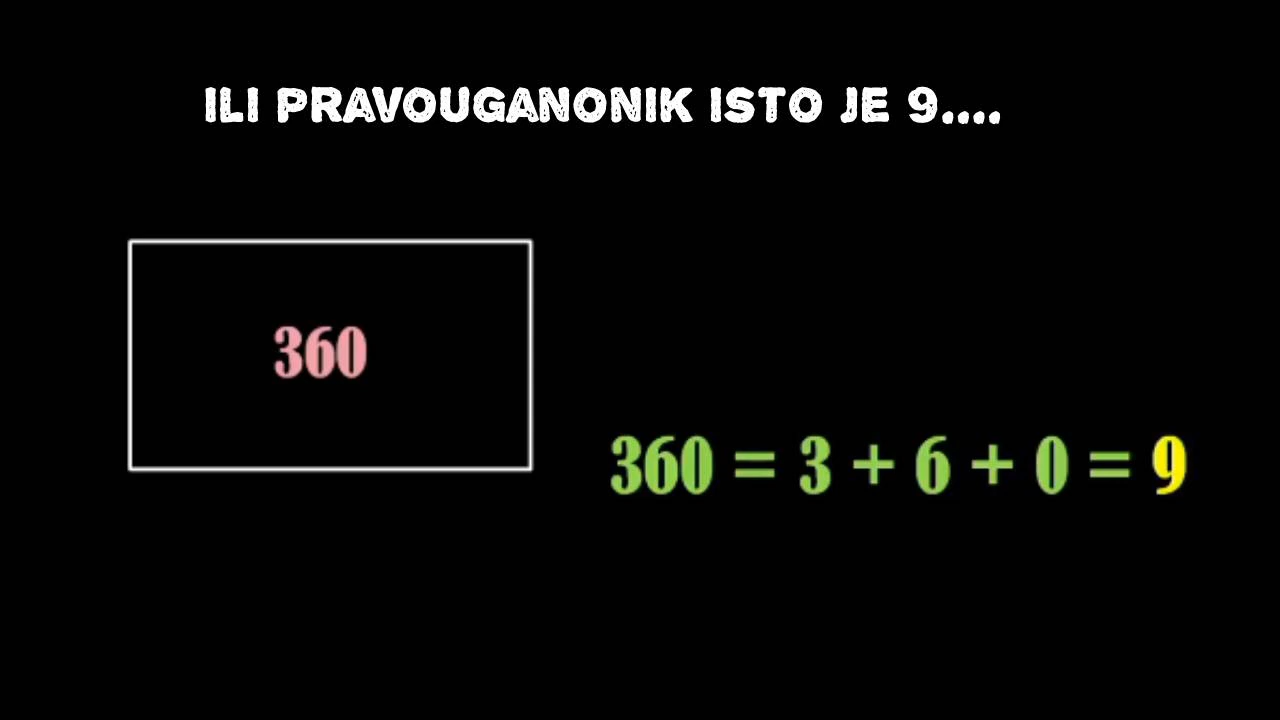 ILI PRAVOUGANONIK ISTO JE 9....
360
360 = 3 + 6 + 0 = 9